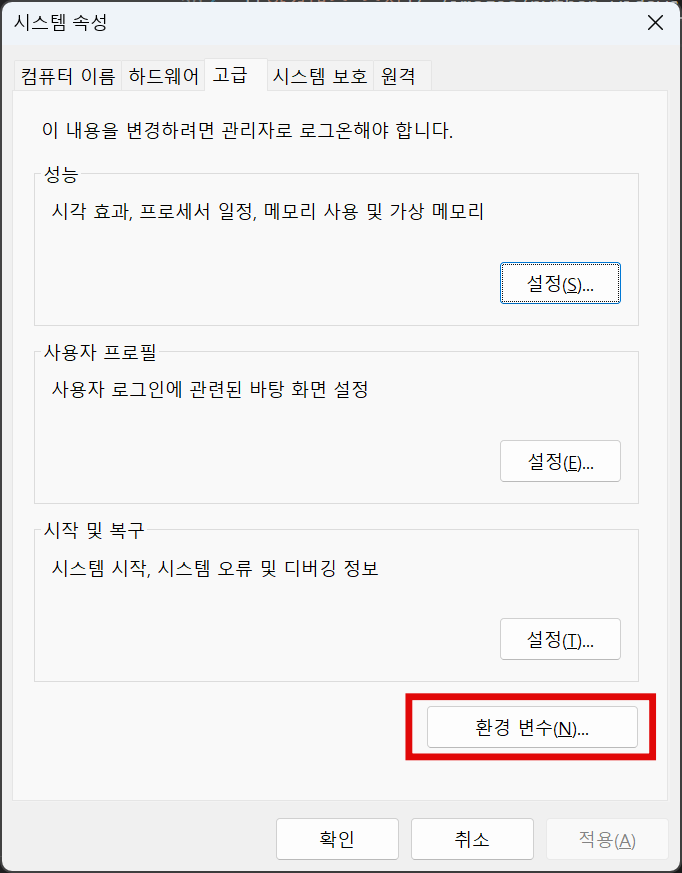 시스템 속성
컴퓨터 이름 하드웨어 고급 시스템 보호 원격
이 내용을 변경하려면 관리자로 로그온해야 합니다.
성능
시각 효과, 프로세서 일정, 메모리 사용 및 가상 메모리
설정(S)...
사용자 프로필
사용자 로그인에 관련된 바탕 화면 설정
설정(E)...
시작 및 복구
시스템 시작, 시스템 오류 및 디버깅 정보
설정(T)...
환경 변수(N)...
확인 취소 적용(A)